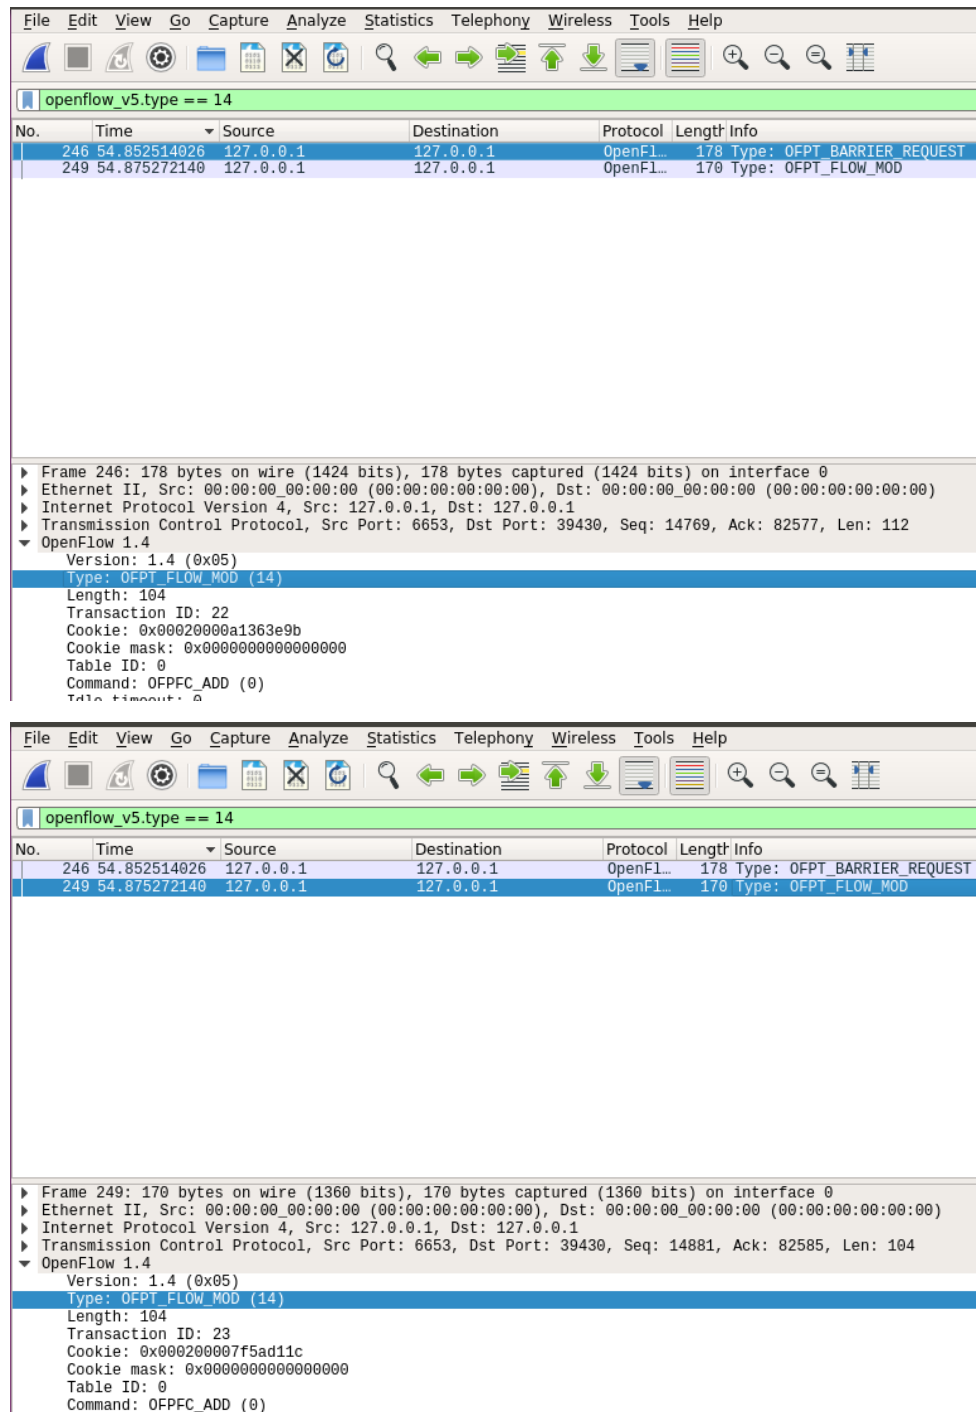 File Edit View Go Capture Analyze Statistics Telephony Wireless Tools Help
openflow_v5.type == 14
No. Time Source Destination Protocol Length Info
246 54.852514026 127.0.0.1 127.0.0.1 OpenFl… 178 Type: OFPT_BARRIER_REQUEST
249 54.875272140 127.0.0.1 127.0.0.1 OpenFl… 170 Type: OFPT_FLOW_MOD
Frame 246: 178 bytes on wire (1424 bits), 178 bytes captured (1424 bits) on interface 0
Ethernet II, Src: 00:00:00_00:00:00 (00:00:00:00:00:00), Dst: 00:00:00_00:00:00 (00:00:00:00:00:00)
Internet Protocol Version 4, Src: 127.0.0.1, Dst: 127.0.0.1
Transmission Control Protocol, Src Port: 6653, Dst Port: 39430, Seq: 14769, Ack: 82577, Len: 112
OpenFlow 1.4
Version: 1.4 (0x05)
Type: OFPT_FLOW_MOD (14)
Length: 104
Transaction ID: 22
Cookie: 0x00020000a1363e9b
Cookie mask: 0x0000000000000000
Table ID: 0
Command: OFPFC_ADD (0)
Idle timeout: 0
File Edit View Go Capture Analyze Statistics Telephony Wireless Tools Help
openflow_v5.type == 14
No. Time Source Destination Protocol Length Info
246 54.852514026 127.0.0.1 127.0.0.1 OpenFl… 178 Type: OFPT_BARRIER_REQUEST
249 54.875272140 127.0.0.1 127.0.0.1 OpenFl… 170 Type: OFPT_FLOW_MOD
Frame 249: 170 bytes on wire (1360 bits), 170 bytes captured (1360 bits) on interface 0
Ethernet II, Src: 00:00:00_00:00:00 (00:00:00:00:00:00), Dst: 00:00:00_00:00:00 (00:00:00:00:00:00)
Internet Protocol Version 4, Src: 127.0.0.1, Dst: 127.0.0.1
Transmission Control Protocol, Src Port: 6653, Dst Port: 39430, Seq: 14881, Ack: 82585, Len: 104
OpenFlow 1.4
Version: 1.4 (0x05)
Type: OFPT_FLOW_MOD (14)
Length: 104
Transaction ID: 23
Cookie: 0x000200007f5ad11c
Cookie mask: 0x0000000000000000
Table ID: 0
Command: OFPFC_ADD (0)